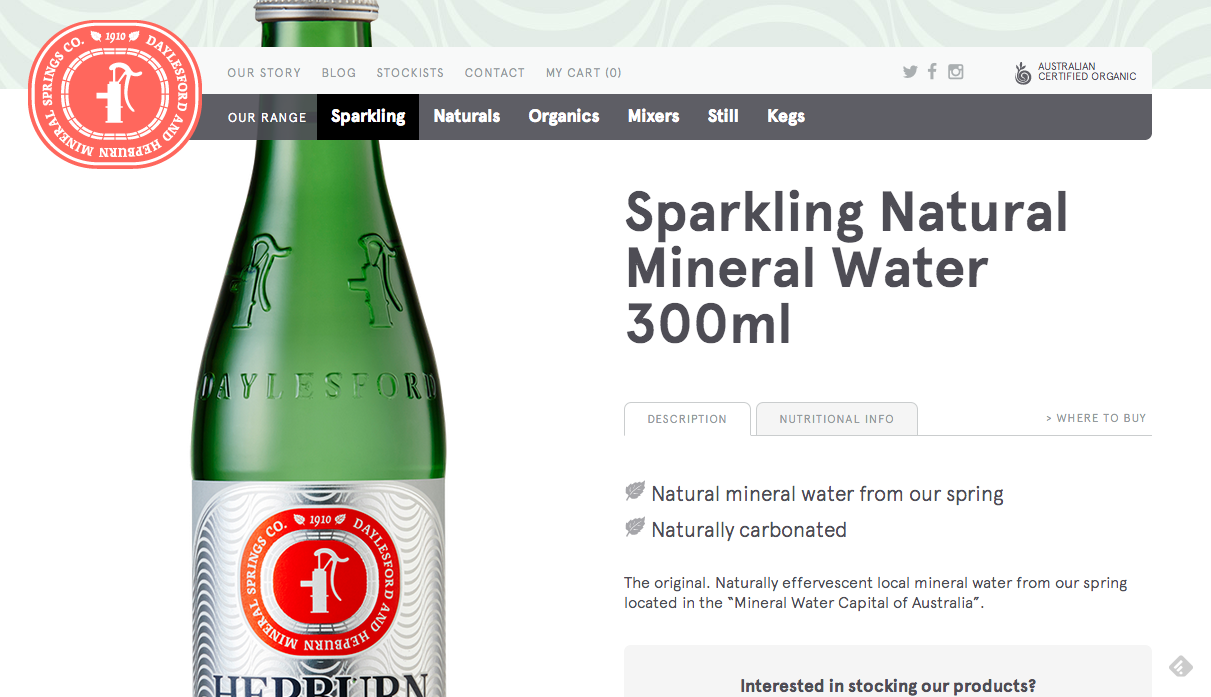 MINERAL SPRINGS CO. 1910 DAYLESFORD AND HEPBURN
OUR STORY BLOG STOCKISTS CONTACT MY CART (0)
AUSTRALIAN
CERTIFIED ORGANIC
OUR RANGE Sparkling Naturals Organics Mixers Still Kegs
Sparkling Natural
Mineral Water
300ml
DAYLESFORD
DESCRIPTION NUTRITIONAL INFO > WHERE TO BUY
Natural mineral water from our spring
Naturally carbonated
The original. Naturally effervescent local mineral water from our spring
located in the “Mineral Water Capital of Australia”.
MINERAL SPRINGS CO. 1910 DAYLESFORD AND HEPBURN
HEPBURN
Interested in stocking our products?